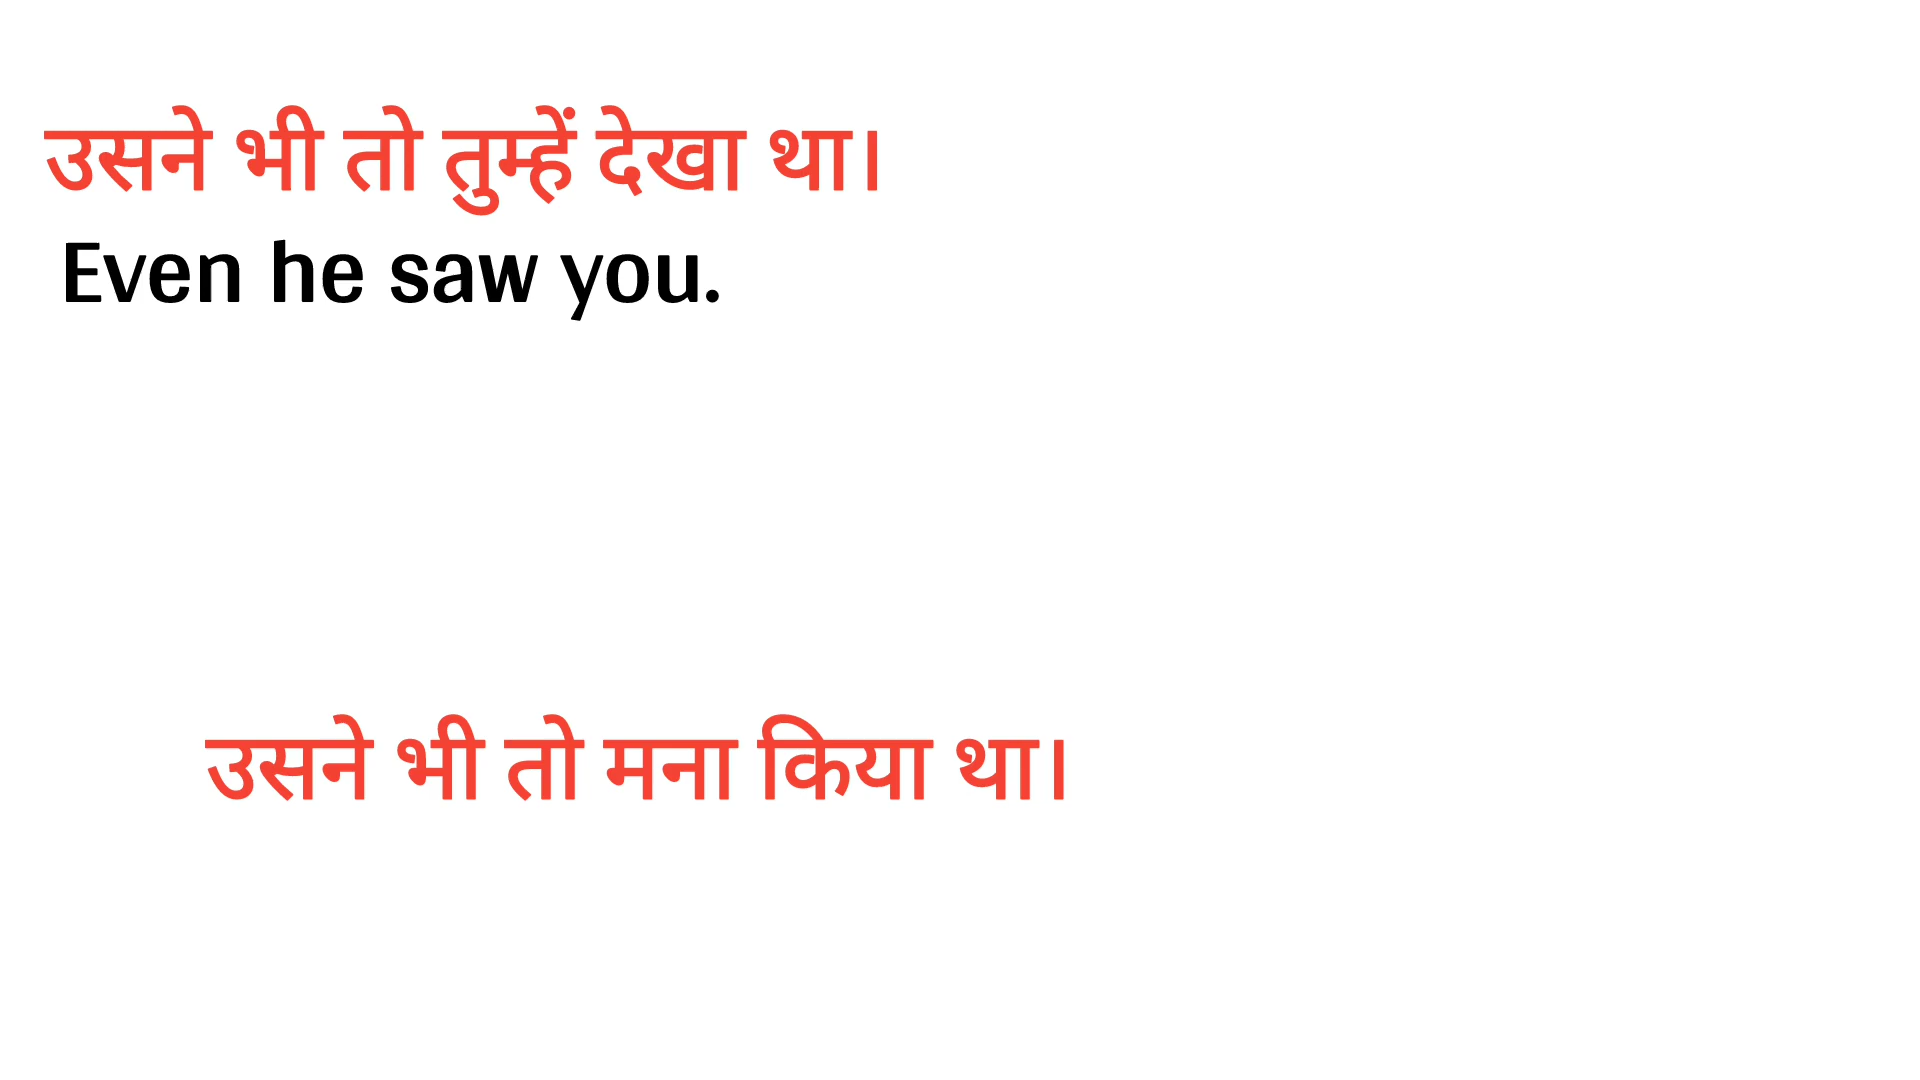 उसने भी तो तुम्हें देखा था।
Even he saw you.
उसने भी तो मना किया था।